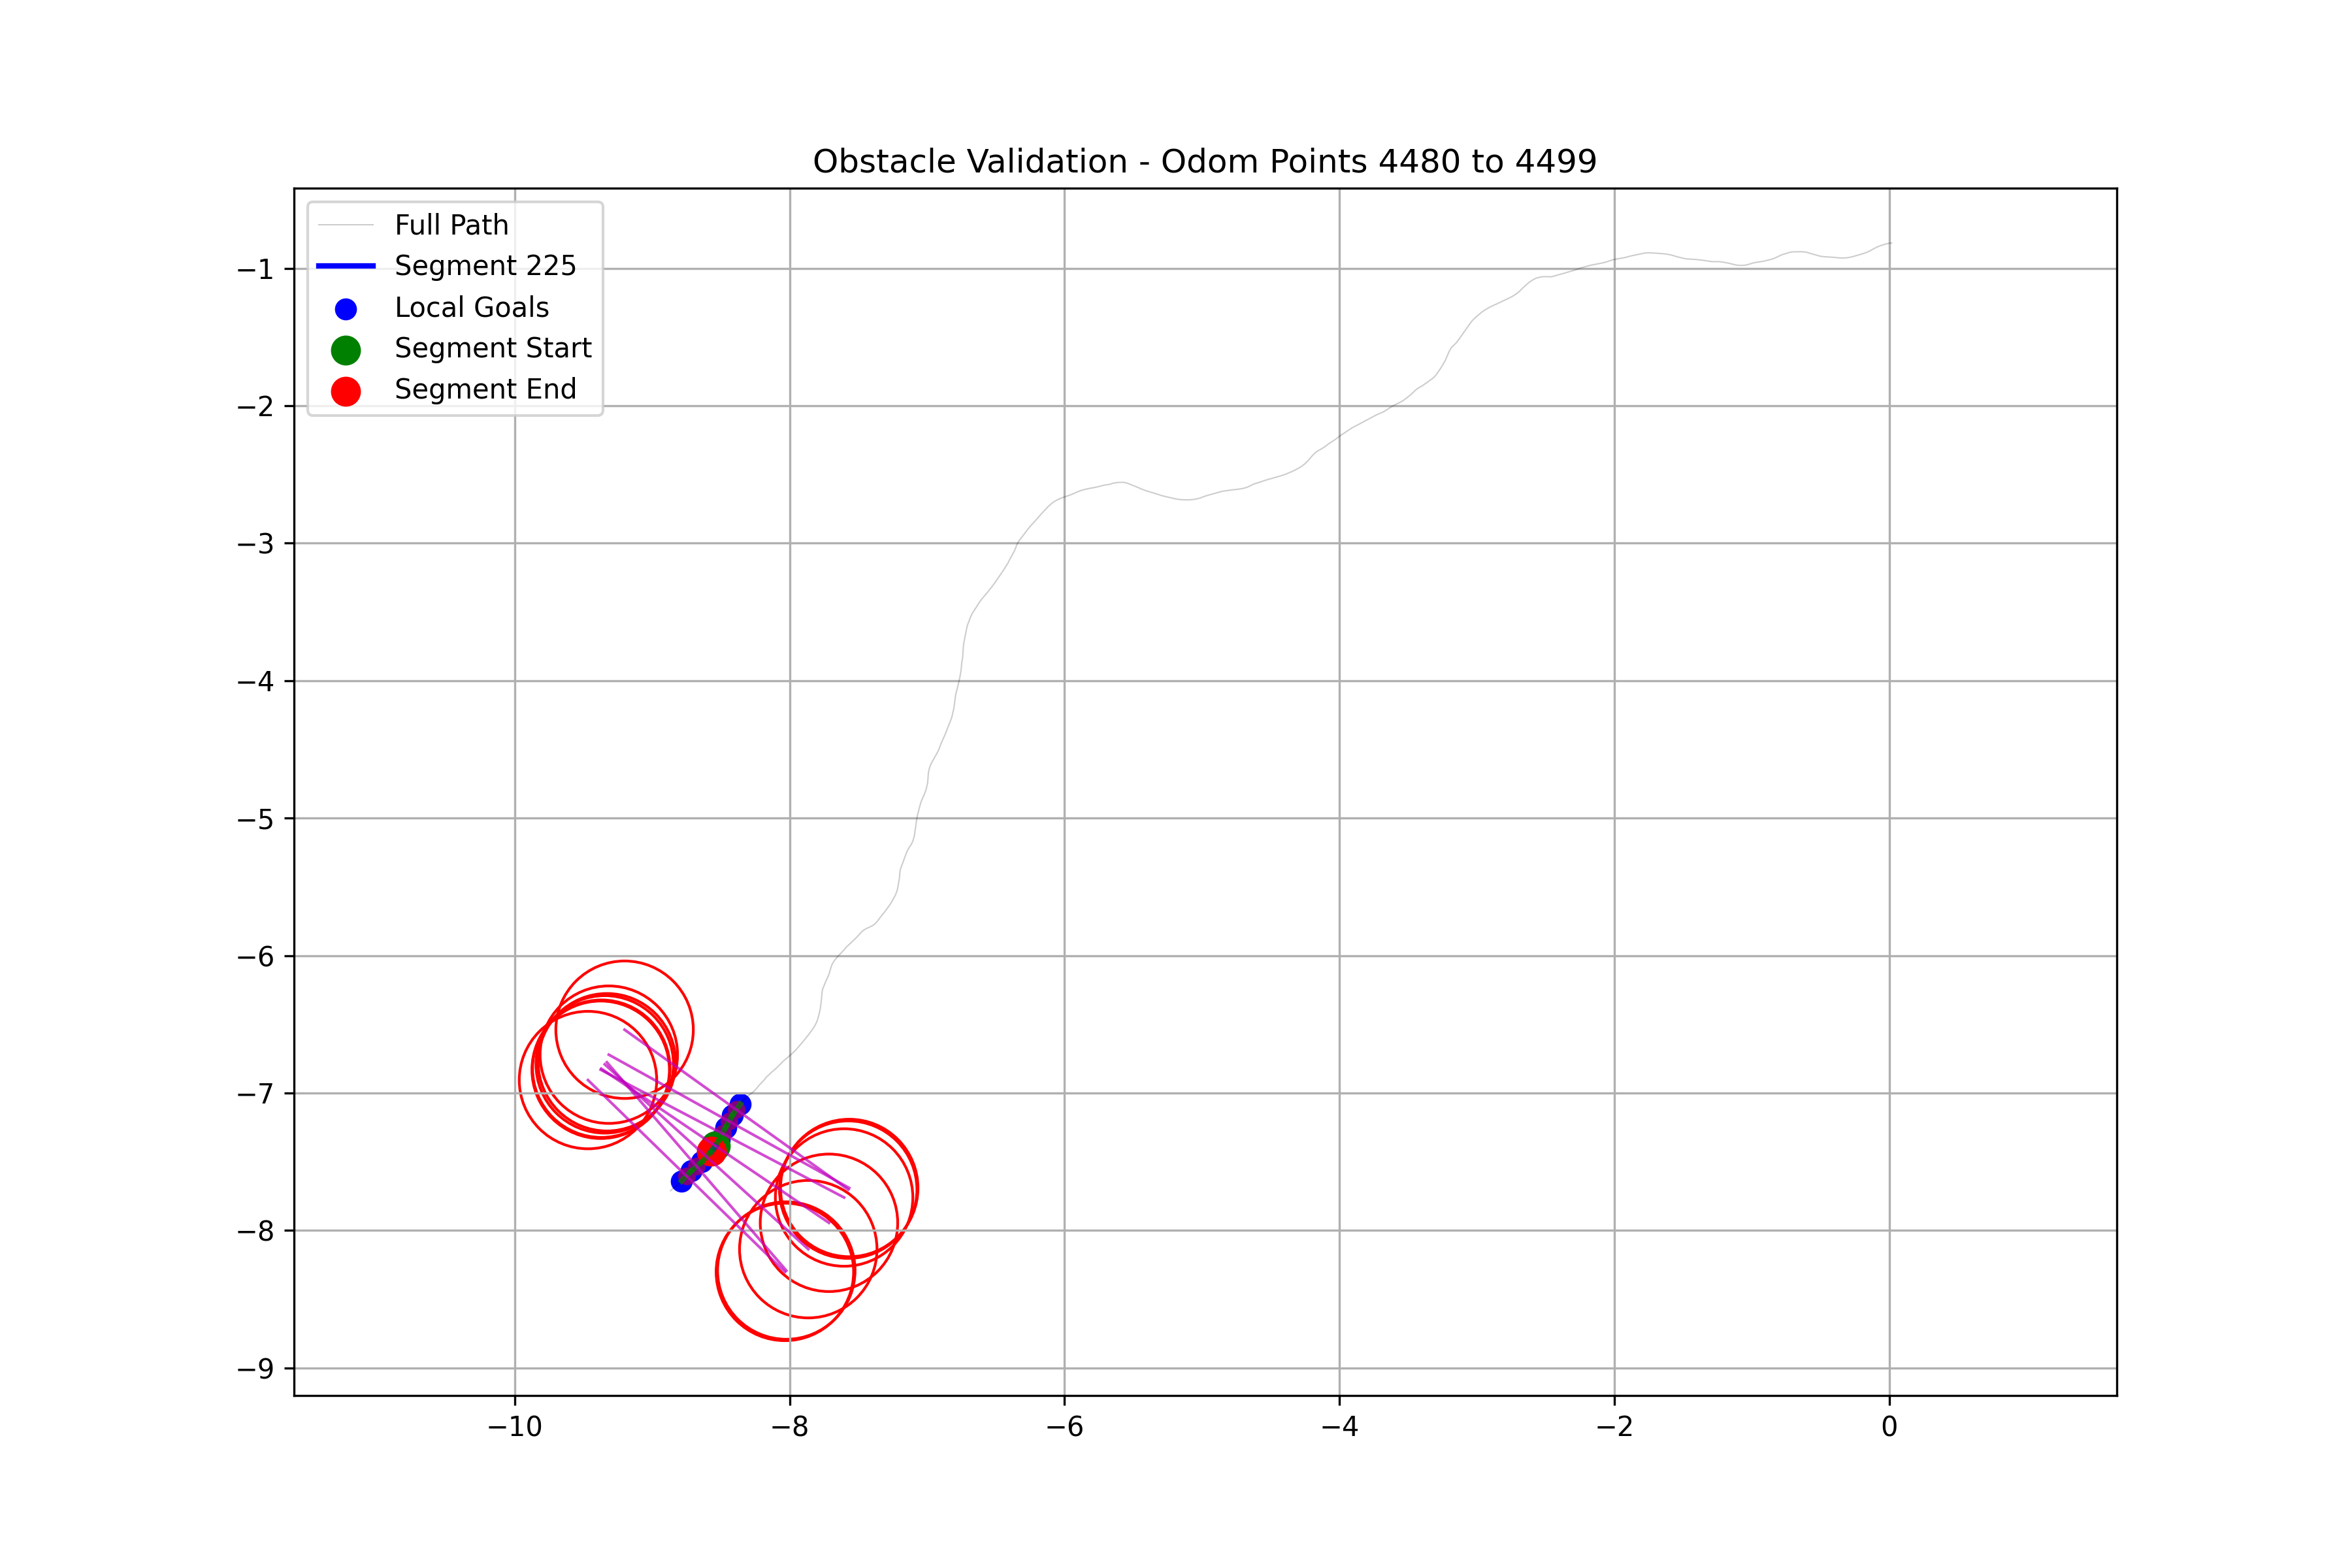 Obstacle Validation - Odom Points 4480 to 4499
Full Path
Segment 225
Local Goals
Segment Start
Segment End
−1
−2
−3
−4
−5
−6
−7
−8
−9
−10 −8 −6 −4 −2 0